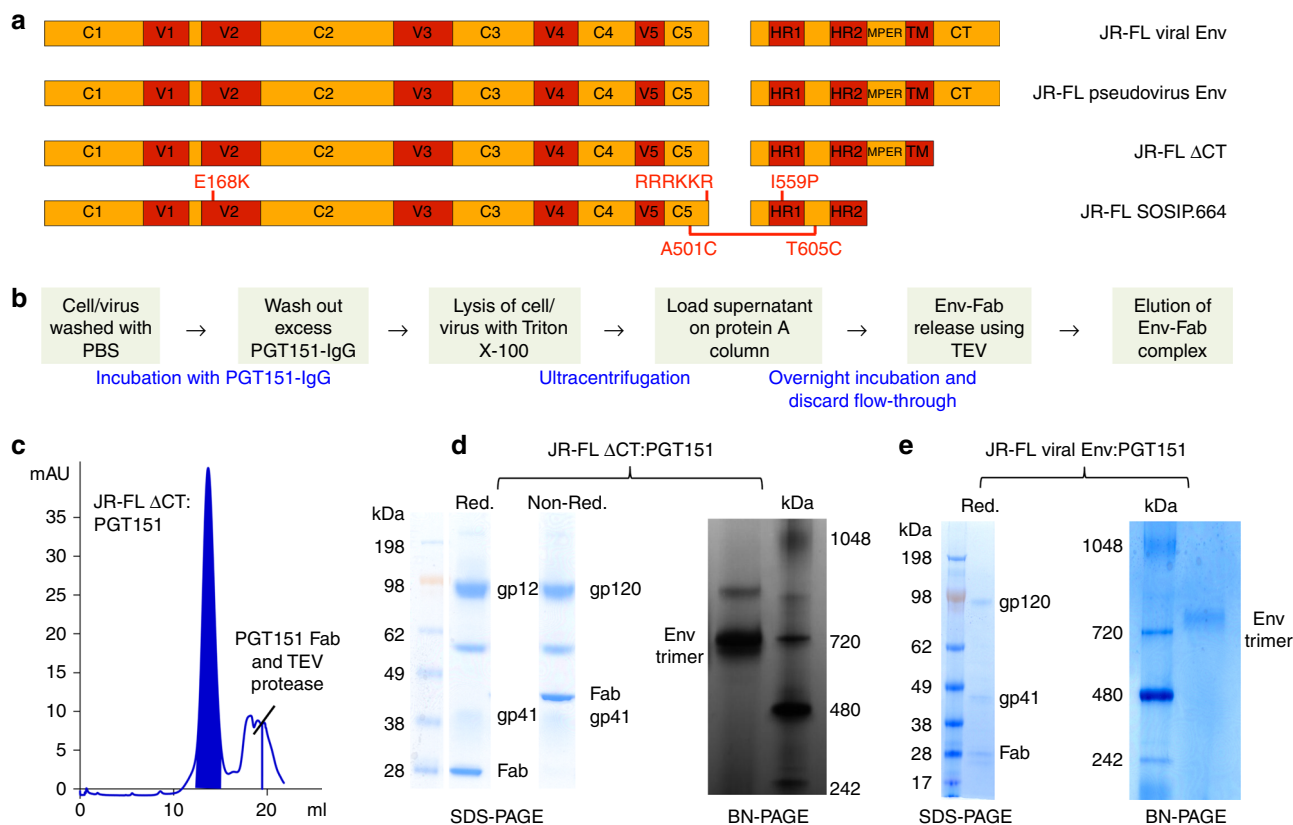 a
C1 V1 V2 C2 V3 C3 V4 C4 V5 C5 HR1 HR2 MPER TM CT JR-FL viral Env
C1 V1 V2 C2 V3 C3 V4 C4 V5 C5 HR1 HR2 MPER TM CT JR-FL pseudovirus Env
C1 V1 V2 C2 V3 C3 V4 C4 V5 C5 HR1 HR2 MPER TM JR-FL ΔCT
E168K RRRKKR I559P
C1 V1 V2 C2 V3 C3 V4 C4 V5 C5 HR1 HR2 JR-FL SOSIP.664
A501C T605C
b
Cell/virus
washed with
PBS
→
Wash out
excess
PGT151-IgG
→
Lysis of cell/
virus with Triton
X-100
→
Load supernatant
on protein A
column
→
Env-Fab
release using
TEV
→
Elution of
Env-Fab
complex
Incubation with PGT151-IgG
Ultracentrifugation
Overnight incubation and
discard flow-through
c
mAU
JR-FL ΔCT:
PGT151
35
30
25
20
15
10
5
0
PGT151 Fab
and TEV
protease
0 10 20 ml
d
JR-FL ΔCT:PGT151
Red. Non-Red.
kDa
198
98
62
49
38
28
gp12
gp41
Fab
gp120
Fab
gp41
SDS-PAGE
Env
trimer
kDa
1048
720
480
242
BN-PAGE
e
JR-FL viral Env:PGT151
Red.
kDa
198
98
62
49
38
28
17
gp120
gp41
Fab
SDS-PAGE
kDa
1048
720
480
242
Env
trimer
BN-PAGE